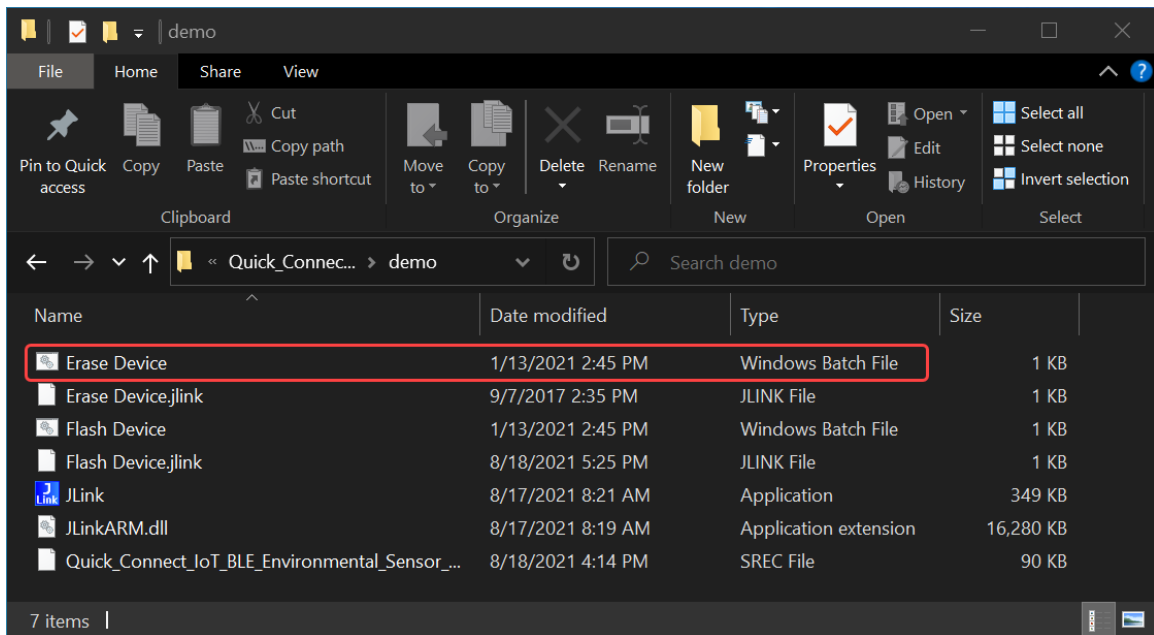 demo
File Home Share View
Pin to Quick access
Copy
Paste
Cut
Copy path
Paste shortcut
Clipboard
Move to
Copy to
Delete
Rename
Organize
New folder
New
Properties
Open
Edit
History
Open
Select all
Select none
Invert selection
Select
« Quick_Connec... > demo
Search demo
Name Date modified Type Size
Erase Device 1/13/2021 2:45 PM Windows Batch File 1 KB
Erase Device.jlink 9/7/2017 2:35 PM JLINK File 1 KB
Flash Device 1/13/2021 2:45 PM Windows Batch File 1 KB
Flash Device.jlink 8/18/2021 5:25 PM JLINK File 1 KB
J Link JLink 8/17/2021 8:21 AM Application 349 KB
JLinkARM.dll 8/17/2021 8:19 AM Application extension 16,280 KB
Quick_Connect_IoT_BLE_Environmental_Sensor_... 8/18/2021 4:14 PM SREC File 90 KB
7 items